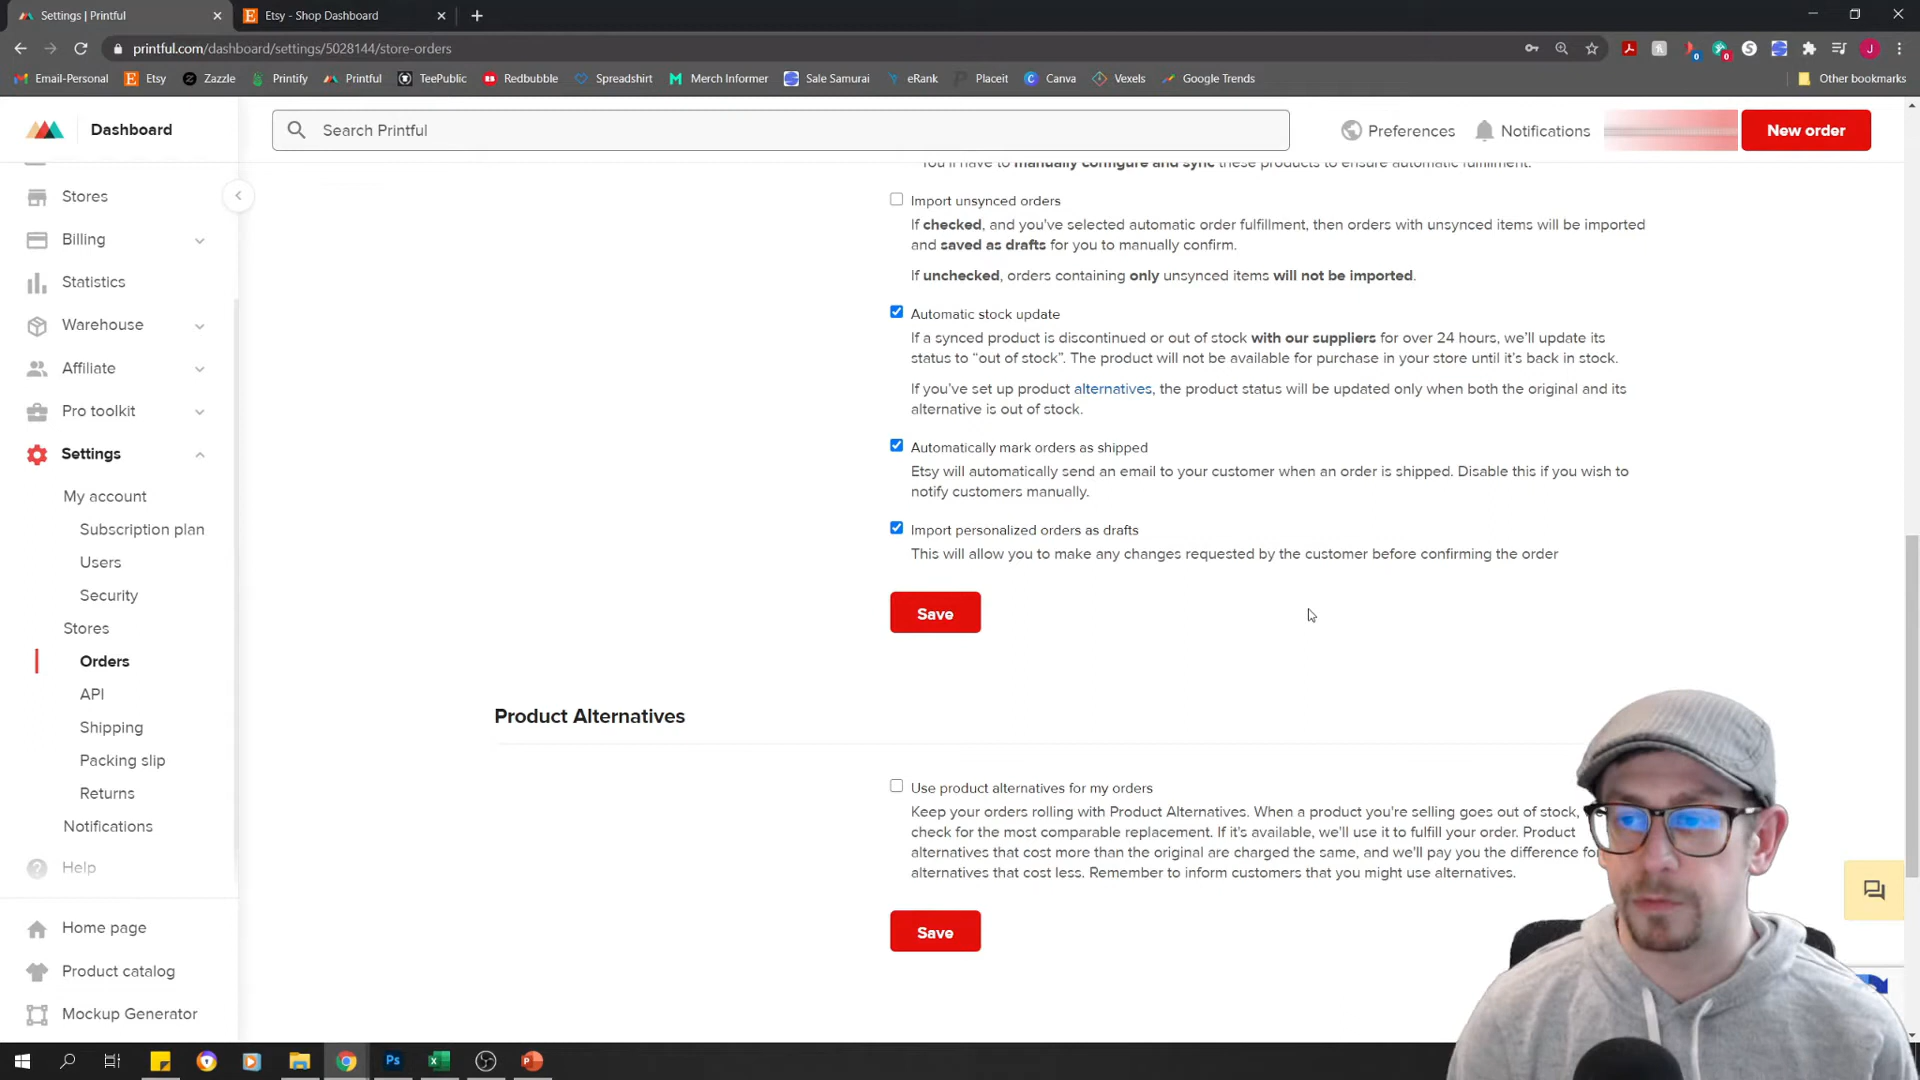 Settings | Printful
Etsy - Shop Dashboard
printful.com/dashboard/settings/5028144/store-orders
Email-Personal
Etsy
Zazzle
Printify
Printful
TeePublic
Redbubble
Spreadshirt
Merch Informer
Sale Samurai
eRank
Placeit
Canva
Vexels
Google Trends
Other bookmarks
Dashboard
Search Printful
Preferences
Notifications
New order
Stores
Billing
Statistics
Warehouse
Affiliate
Pro toolkit
Settings
My account
Subscription plan
Users
Security
Stores
Orders
API
Shipping
Packing slip
Returns
Notifications
Help
Home page
Product catalog
Mockup Generator
You'll have to manually configure and sync these products to ensure automatic fulfillment.
Import unsynced orders
If checked, and you've selected automatic order fulfillment, then orders with unsynced items will be imported
and saved as drafts for you to manually confirm.
If unchecked, orders containing only unsynced items will not be imported.
Automatic stock update
If a synced product is discontinued or out of stock with our suppliers for over 24 hours, we'll update its
status to “out of stock”. The product will not be available for purchase in your store until it's back in stock.
If you've set up product alternatives, the product status will be updated only when both the original and its
alternative is out of stock.
Automatically mark orders as shipped
Etsy will automatically send an email to your customer when an order is shipped. Disable this if you wish to
notify customers manually.
Import personalized orders as drafts
This will allow you to make any changes requested by the customer before confirming the order
Save
Product Alternatives
Use product alternatives for my orders
Keep your orders rolling with Product Alternatives. When a product you're selling goes out of stock,
check for the most comparable replacement. If it's available, we'll use it to fulfill your order. Product
alternatives that cost more than the original are charged the same, and we'll pay you the difference for
alternatives that cost less. Remember to inform customers that you might use alternatives.
Save